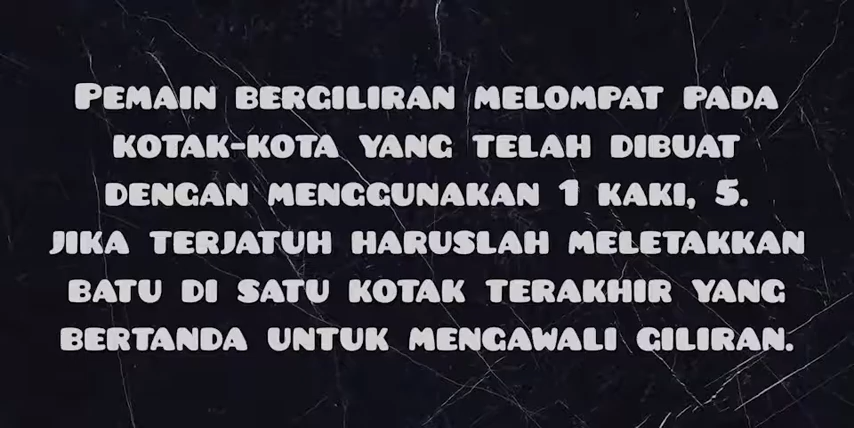 Pemain bergiliran melompat pada
kotak-kota yang telah dibuat
dengan menggunakan 1 kaki, 5.
jika terjatuh haruslah meletakkan
batu di satu kotak terakhir yang
bertanda untuk mengawali giliran.